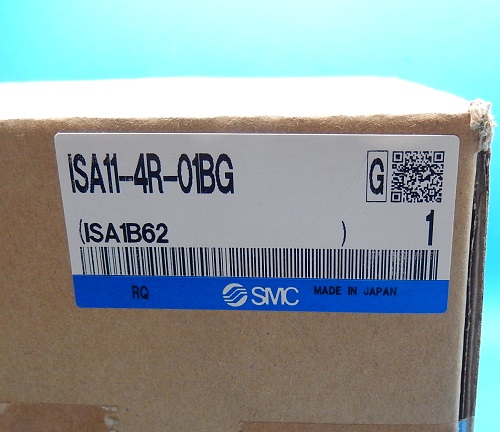 ISA11-4R-01BG
G
(ISA1B62 )
1
RQ
SMC
MADE IN JAPAN